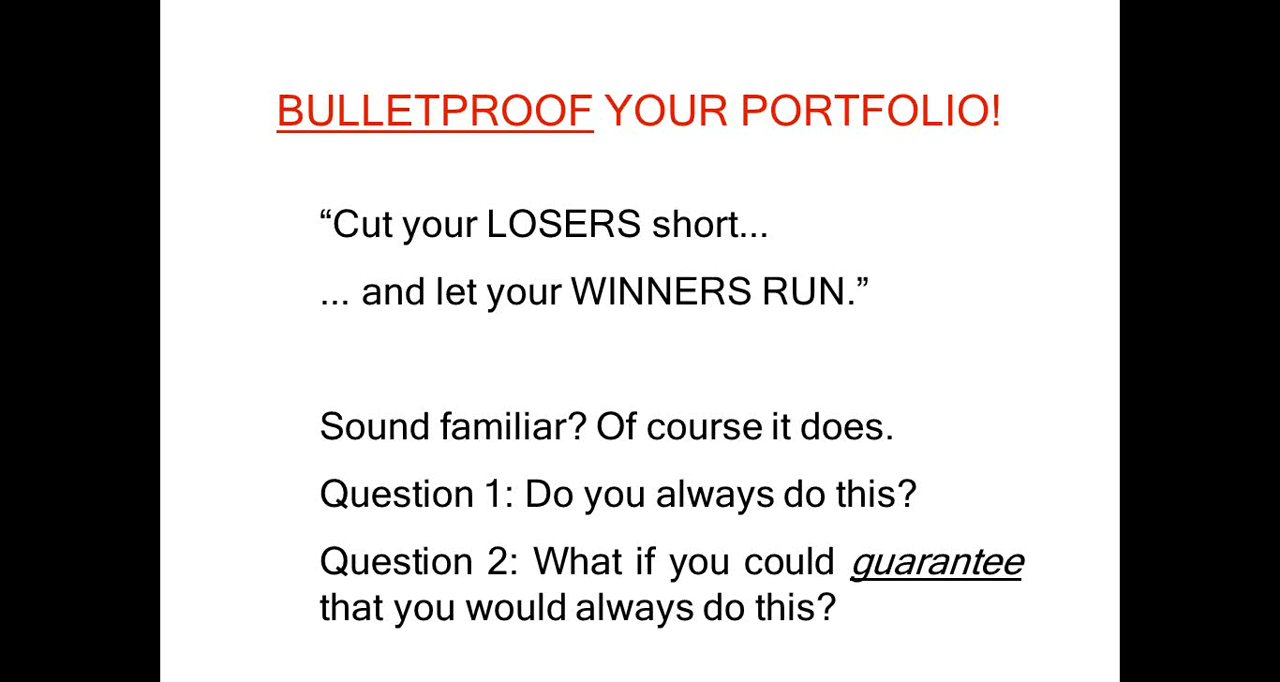 BULLETPROOF YOUR PORTFOLIO!
“Cut your LOSERS short...
... and let your WINNERS RUN.”
Sound familiar? Of course it does.
Question 1: Do you always do this?
Question 2: What if you could guarantee
that you would always do this?